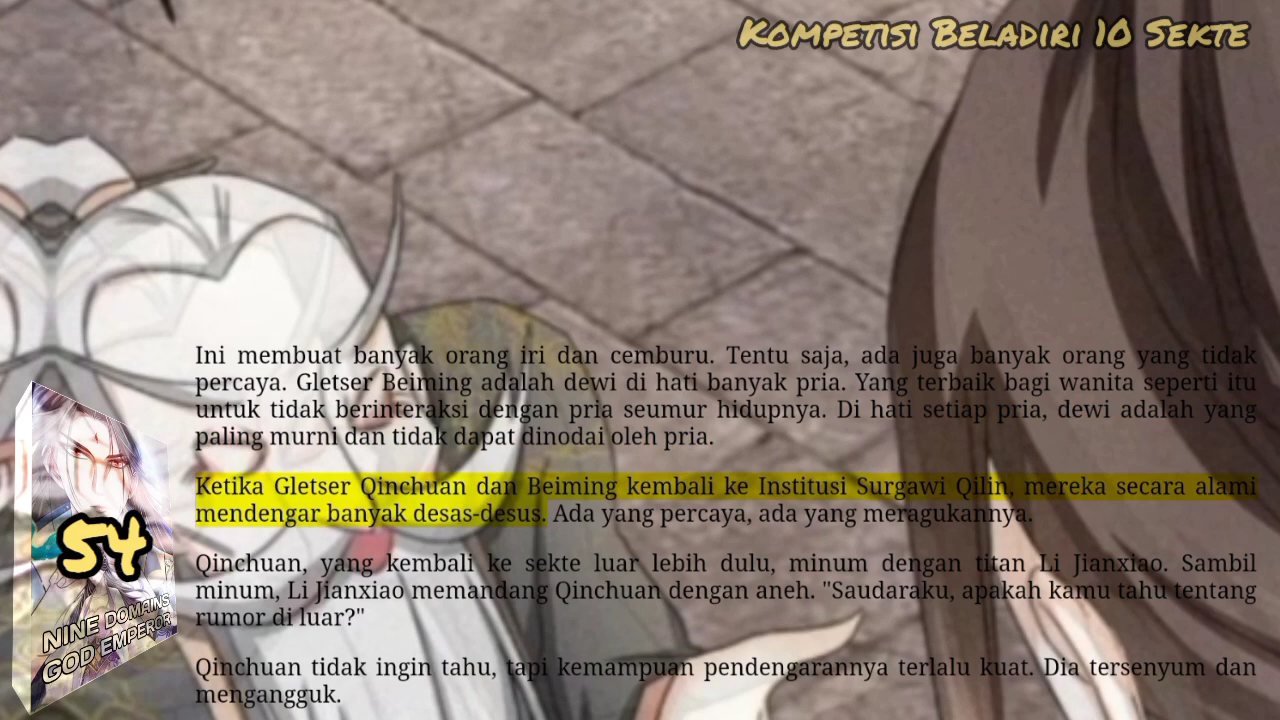 Kompetisi Beladiri 10 Sekte
Ini membuat banyak orang iri dan cemburu. Tentu saja, ada juga banyak orang yang tidak
percaya. Gletser Beiming adalah dewi di hati banyak pria. Yang terbaik bagi wanita seperti itu
untuk tidak berinteraksi dengan pria seumur hidupnya. Di hati setiap pria, dewi adalah yang
paling murni dan tidak dapat dinodai oleh pria.
Ketika Gletser Qinchuan dan Beiming kembali ke Institusi Surgawi Qilin, mereka secara alami
mendengar banyak desas-desus. Ada yang percaya, ada yang meragukannya.
Qinchuan, yang kembali ke sekte luar lebih dulu, minum dengan titan Li Jianxiao. Sambil
minum, Li Jianxiao memandang Qinchuan dengan aneh. "Saudaraku, apakah kamu tahu tentang
rumor di luar?"
Qinchuan tidak ingin tahu, tapi kemampuan pendengarannya terlalu kuat. Dia tersenyum dan
mengangguk.
54
NINE DOMAINS
GOD EMPEROR